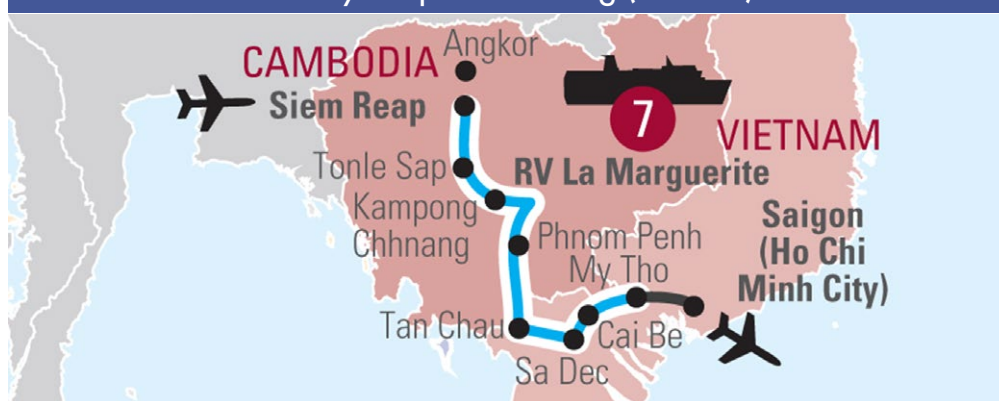 Angkor
CAMBODIA
Siem Reap
7
VIETNAM
Tonle Sap
RV La Marguerite
Kampong
Chhnang
Saigon
(Ho Chi
Minh City)
Phnom Penh
My Tho
Tan Chau
Cai Be
Sa Dec